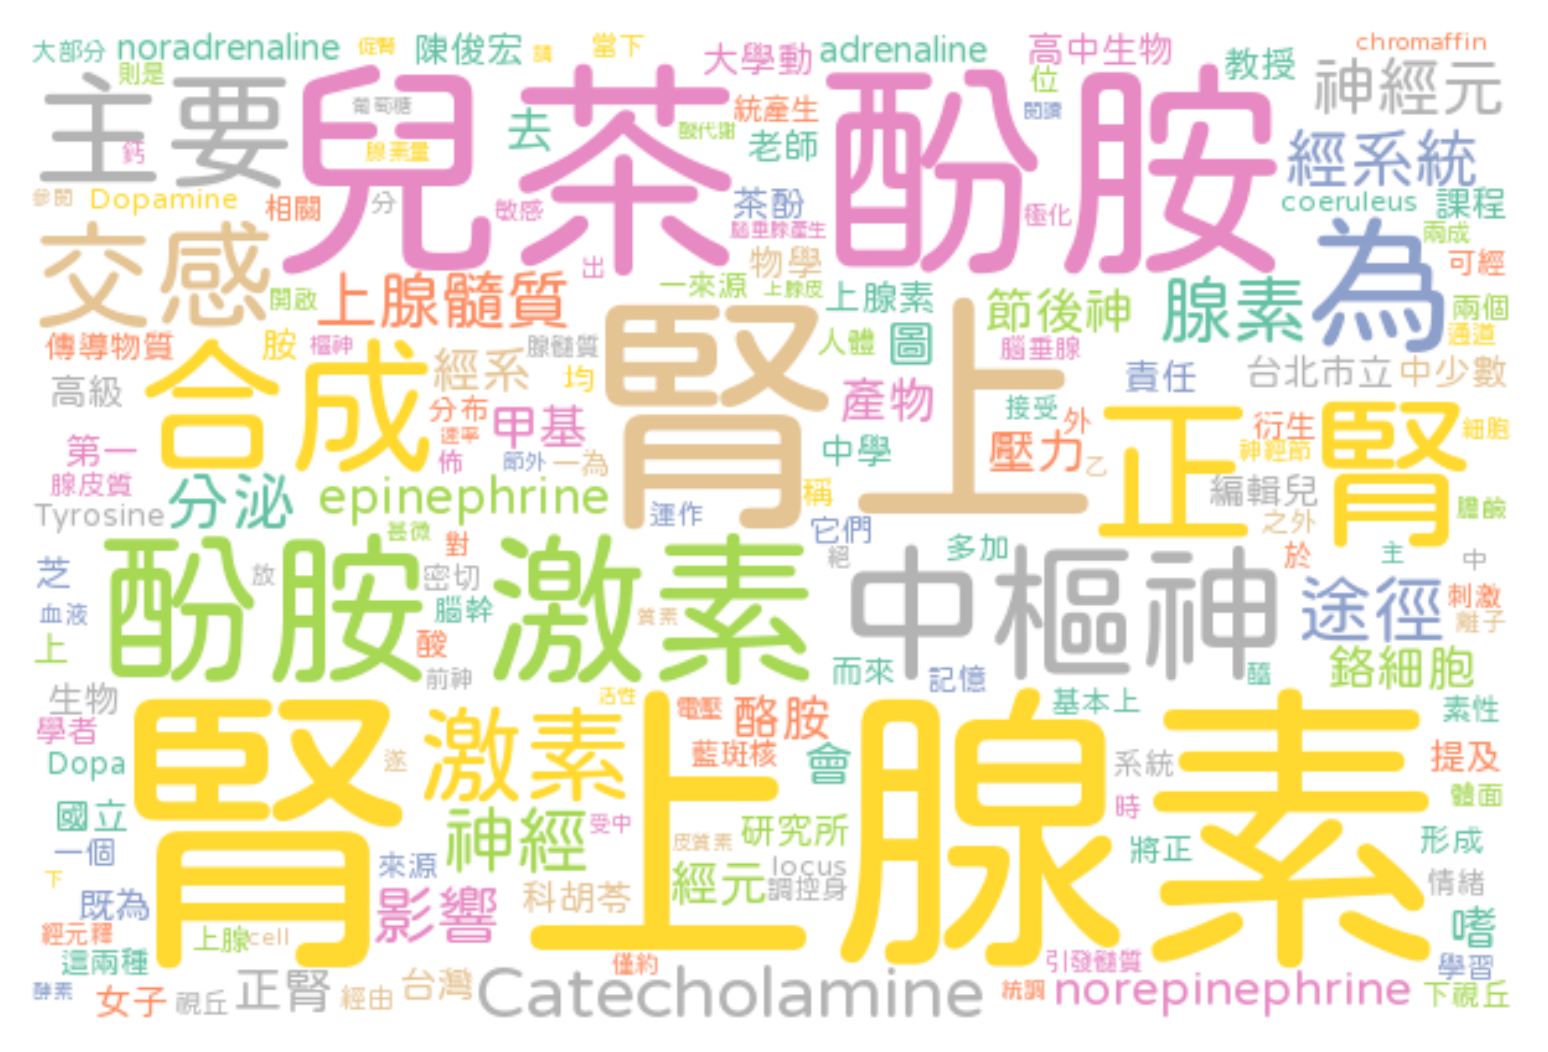 大部分 noradrenaline 促腎 陳俊宏 請 當下 大學動 adrenaline 高中生物 教授 chromaffin
則是 位 神經元
主要 兒茶酚胺
葡萄糖 去 統產生 閱讀
鈣 腺素量 酸代謝 老師 經系統
參閱 Dopamine 相關 分 敏感 茶酚 極化 coeruleus 課程
交感 腦垂腺產生 為 兩成
出 物學 可經
開啟 上腺髓質 一來源 上腺皮 上腺素 節後神 腺素 兩個
傳導物質 胺 樞神 腺髓質 腎上 人體 圖 腦垂腺 通道
高級 合成 經系 均 產物 責任 台北市立 中少數
分布 甲基 接受 外 正腎 衍生 細胞
第一 速率 中學 壓力 神經節
腺皮質 佈 節外 一為 稱 乙 編輯兒
Tyrosine 分泌 epinephrine 運作 它們 之外 膽鹼
甚微 對 絕 多加 於 主 中
芝 酚胺 放 密切 激素 中樞神 途徑 刺激
血液 腦幹 質素 離子
上 酸 前神 而來 記憶 醯 鉻細胞
生物 活性 基本上 素性
學者 腎上腺素 激素 電壓 酪胺
Dopa 遂 藍斑核 會 系統 提及
國立 神經 受中 研究所 時 體面
一個 來源 皮質素 locus 將正 形成
下 經元 調控身 情緒
既為 影響 科胡苓 嗜
經元釋 上腺 cell
這兩種 僅約 引發髓質 學習
酵素 女子 視丘 正腎 經由 台灣 Catecholamine 統調 norepinephrine 下視丘